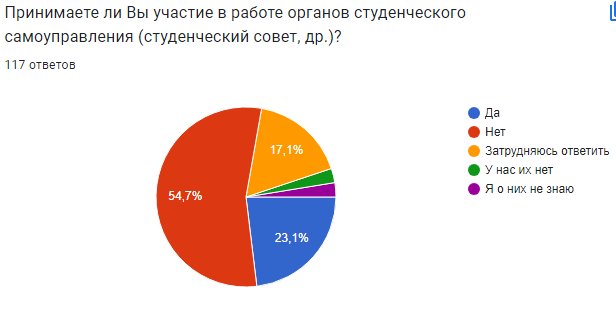 Принимаете ли Вы участие в работе органов студенческого
самоуправления (студенческий совет, др.)?
117 ответов
Да
Нет
Затрудняюсь ответить
У нас их нет
Я о них не знаю
17,1%
54,7%
23,1%